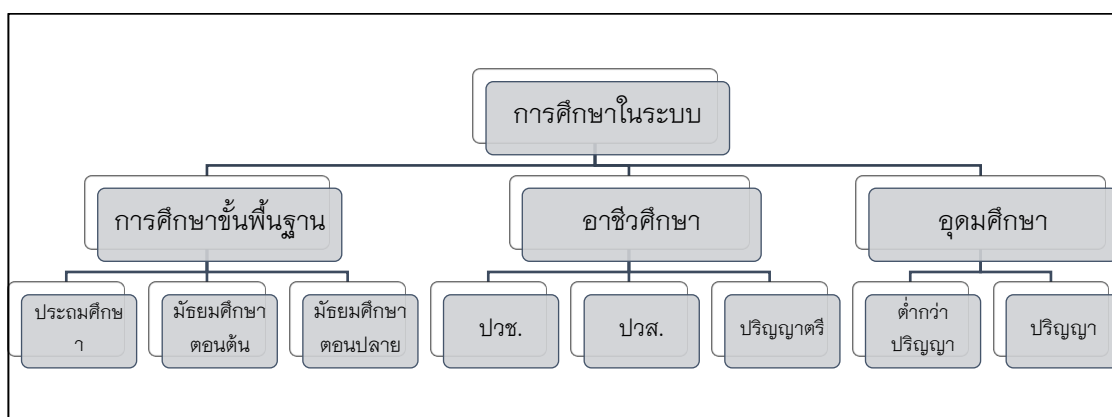 การศึกษาในระบบ
การศึกษาขั้นพื้นฐาน
อาชีวศึกษา
อุดมศึกษา
ประถมศึกษ
า
มัธยมศึกษา
ตอนต้น
มัธยมศึกษา
ตอนปลาย
ปวช.
ปวส.
ปริญญาตรี
ต่ำกว่า
ปริญญา
ปริญญา